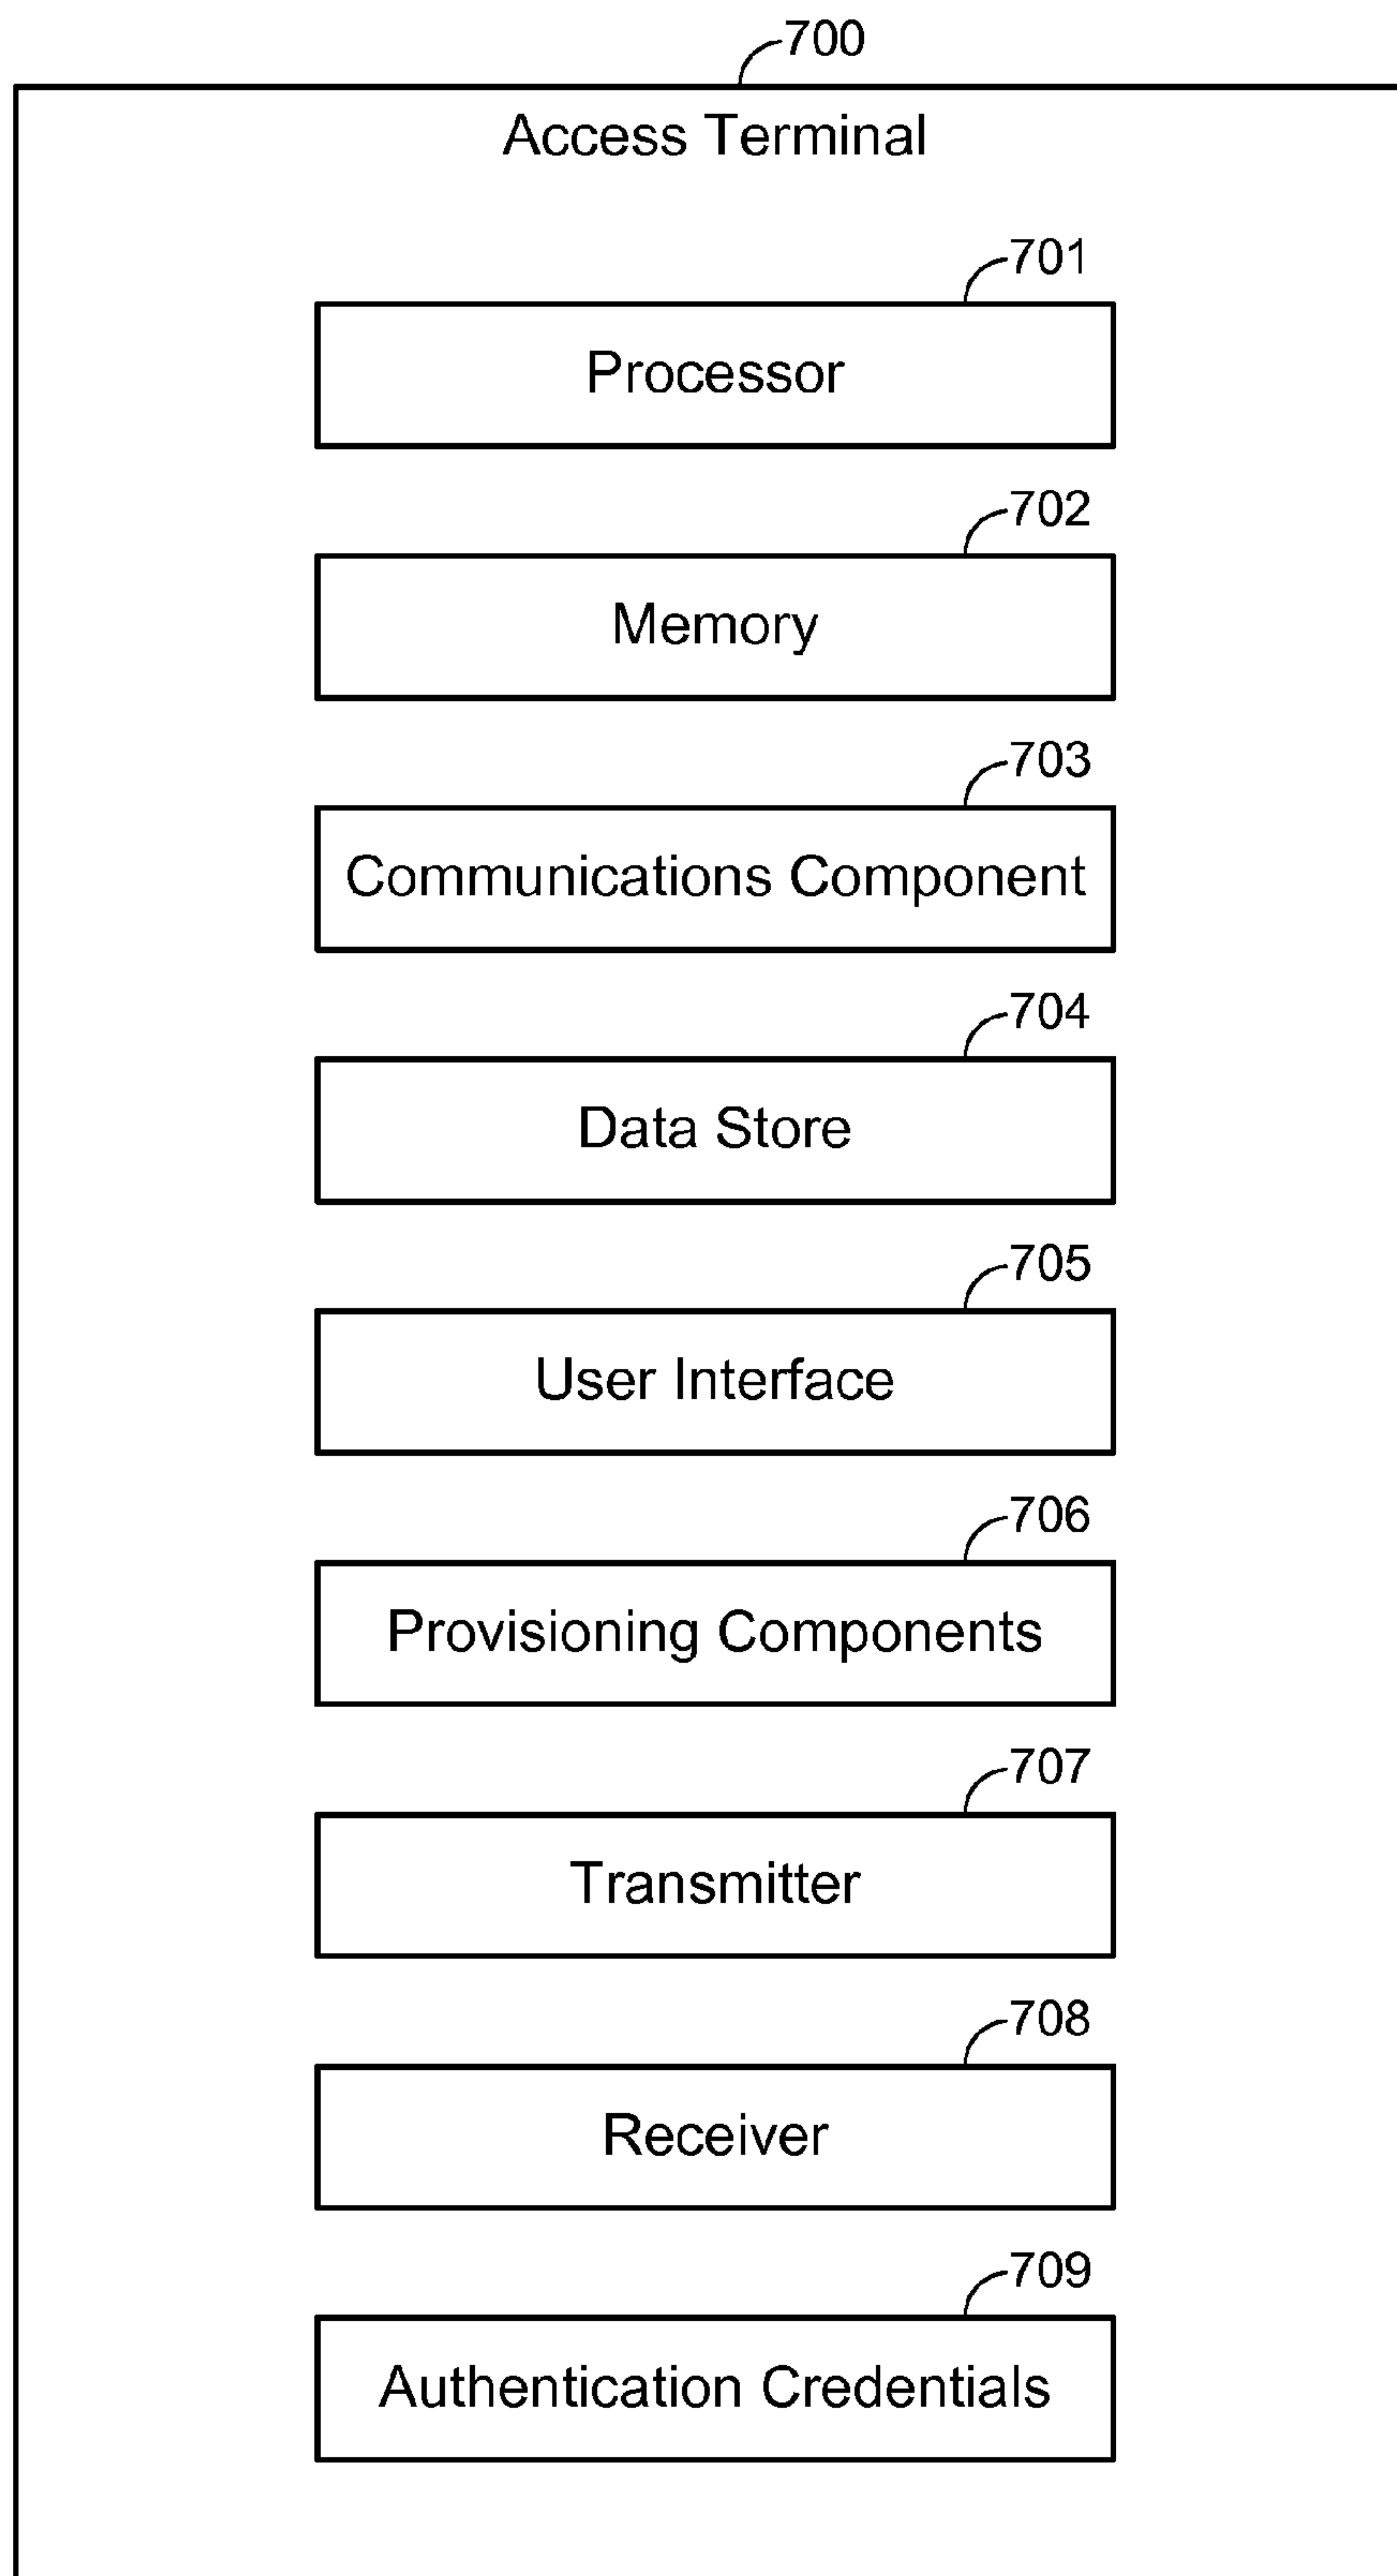 700
Access Terminal
701
Processor
702
Memory
703
Communications Component
704
Data Store
705
User Interface
706
Provisioning Components
707
Transmitter
708
Receiver
709
Authentication Credentials